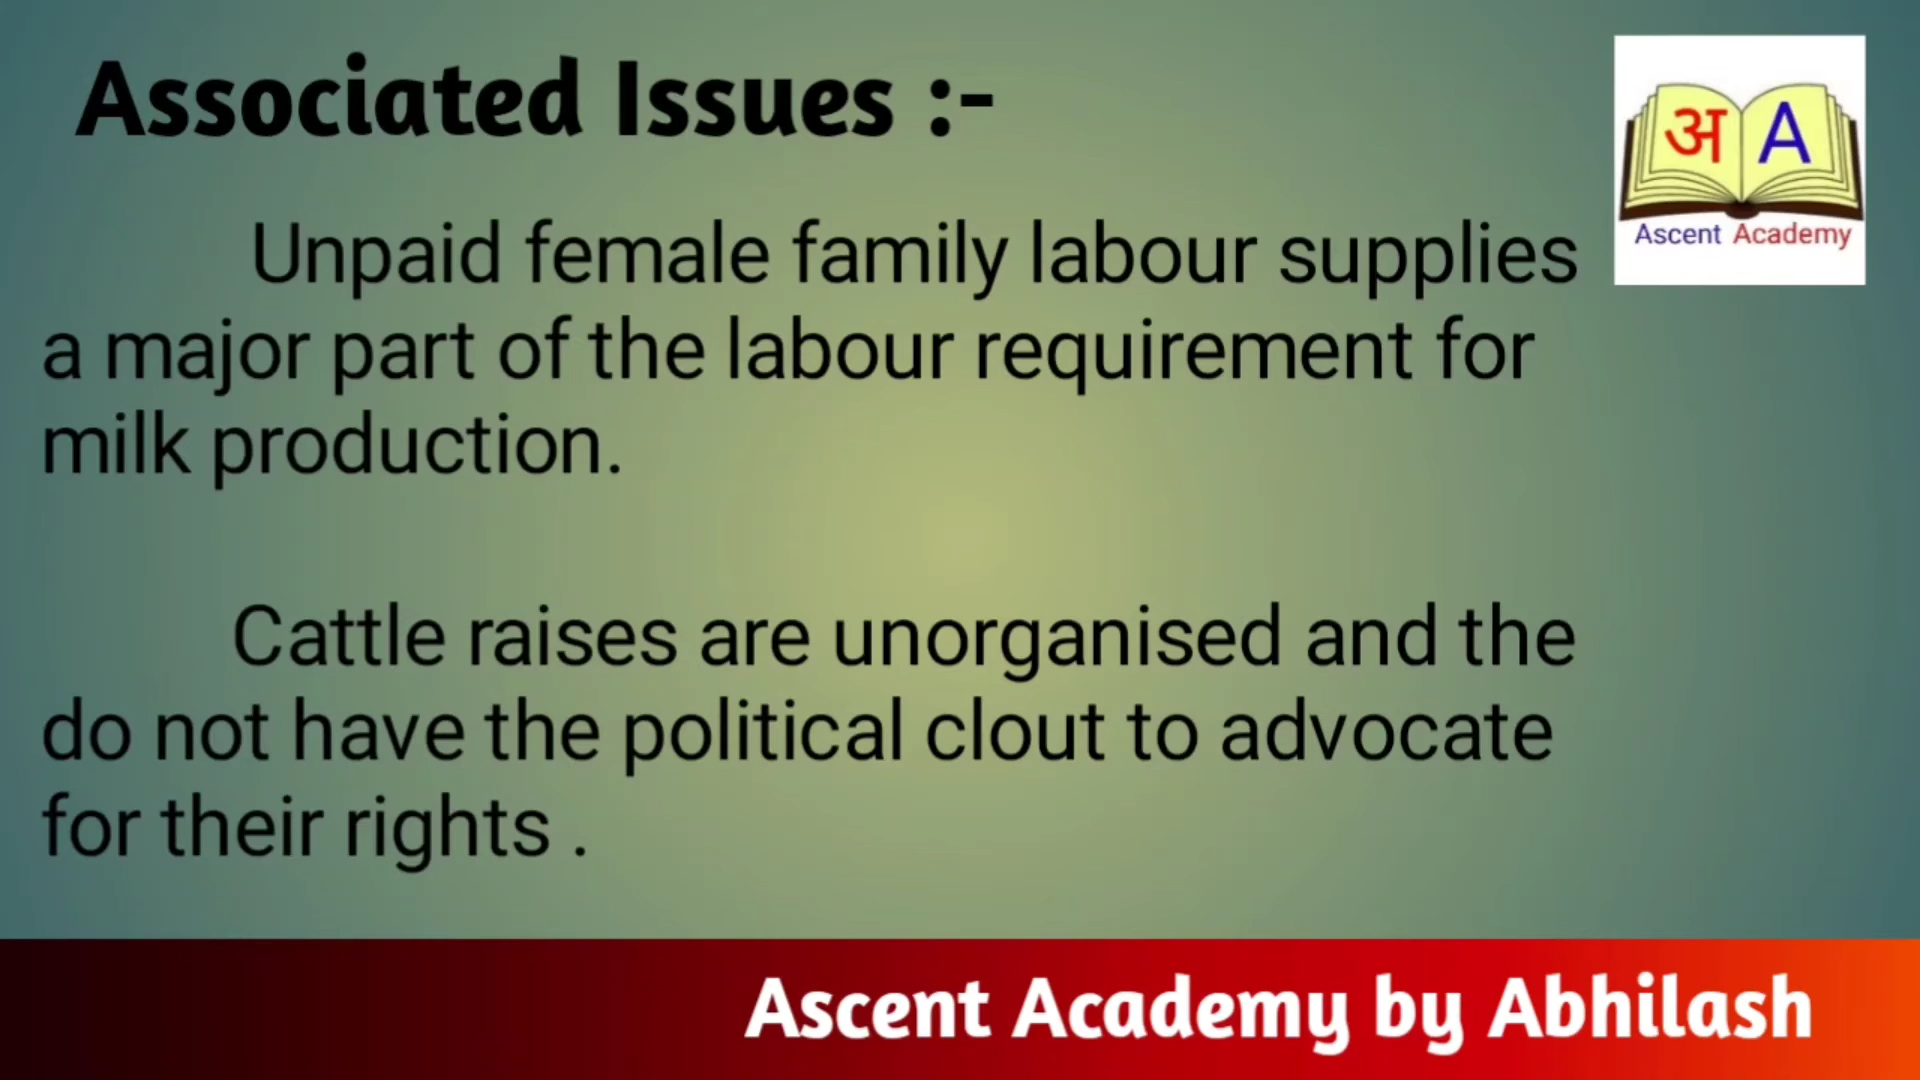 Associated Issues :-
अ A
Ascent Academy
Unpaid female family labour supplies
a major part of the labour requirement for
milk production.
Cattle raises are unorganised and the
do not have the political clout to advocate
for their rights .
Ascent Academy by Abhilash